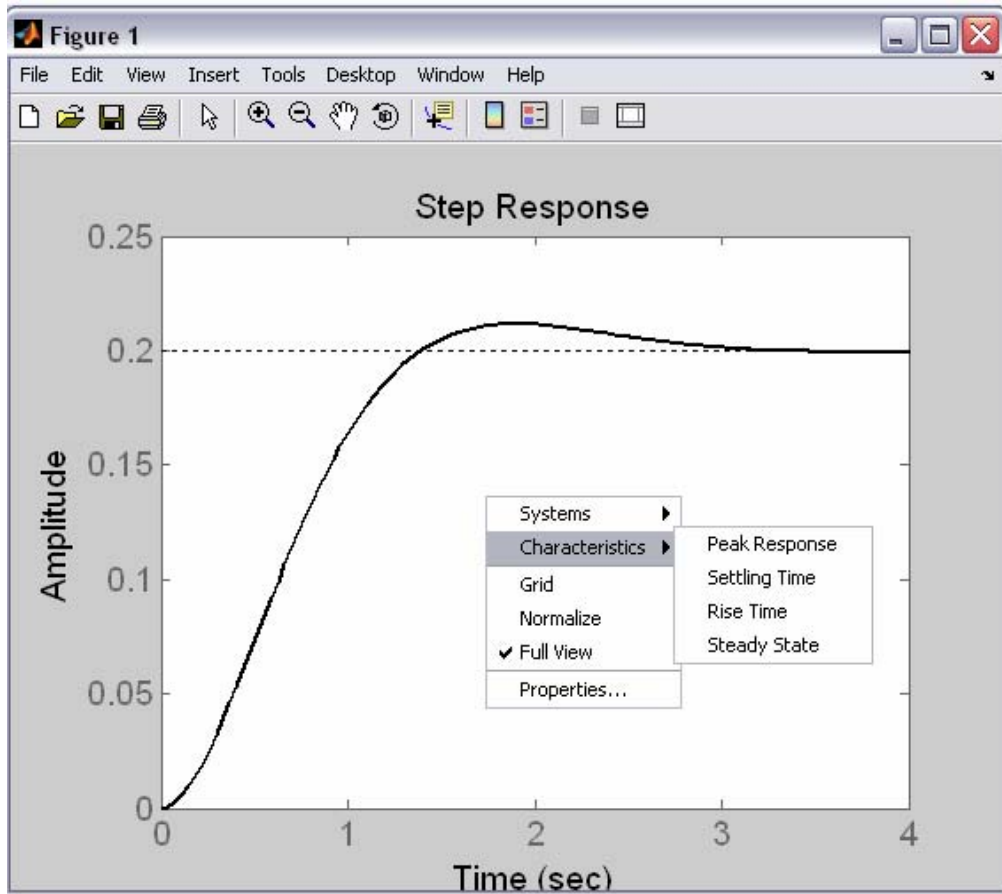 Figure 1
File Edit View Insert Tools Desktop Window Help
Step Response
0.25
0.2
0.15
0.1
0.05
0
Amplitude
Systems
Characteristics
Grid
Normalize
Full View
Properties...
Peak Response
Settling Time
Rise Time
Steady State
0 1 2 3 4
Time (sec)